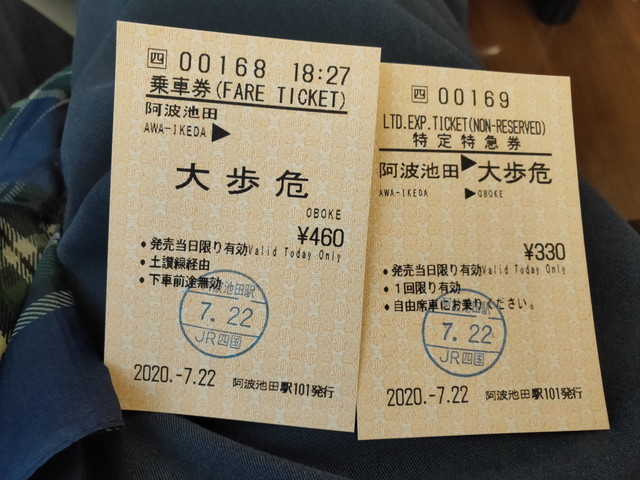 四 00168 18:27
乗車券(FARE TICKET)
阿波池田
AWA-IKEDA ▶
大歩危
OBOKE
¥460
●発売当日限り有効Valid Today Only
●土讃線経由
●下車前途無効
阿波池田駅
7.22
JR四国
2020.-7.22 阿波池田駅101発行
四 00169
LTD.EXP.TICKET(NON-RESERVED)
特定特急券
阿波池田▶大歩危
AWA-IKEDA ▶OBOKE
¥330
●発売当日限り有効Valid Today Only
●1回限り有効
●自由席車にお乗りください。
阿波池田駅
7.22
JR四国
2020.-7.22 阿波池田駅101発行